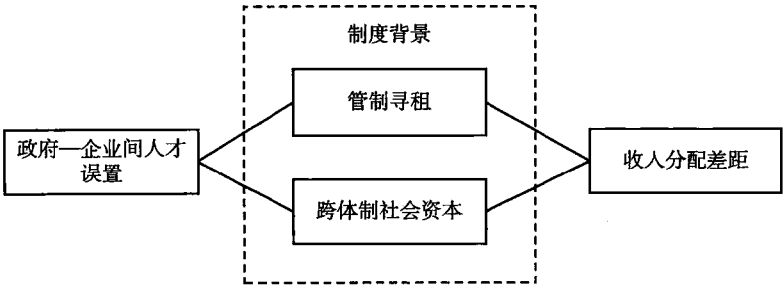 制度背景
管制寻租
政府—企业间人才
误置
收人分配差距
跨体制社会资本